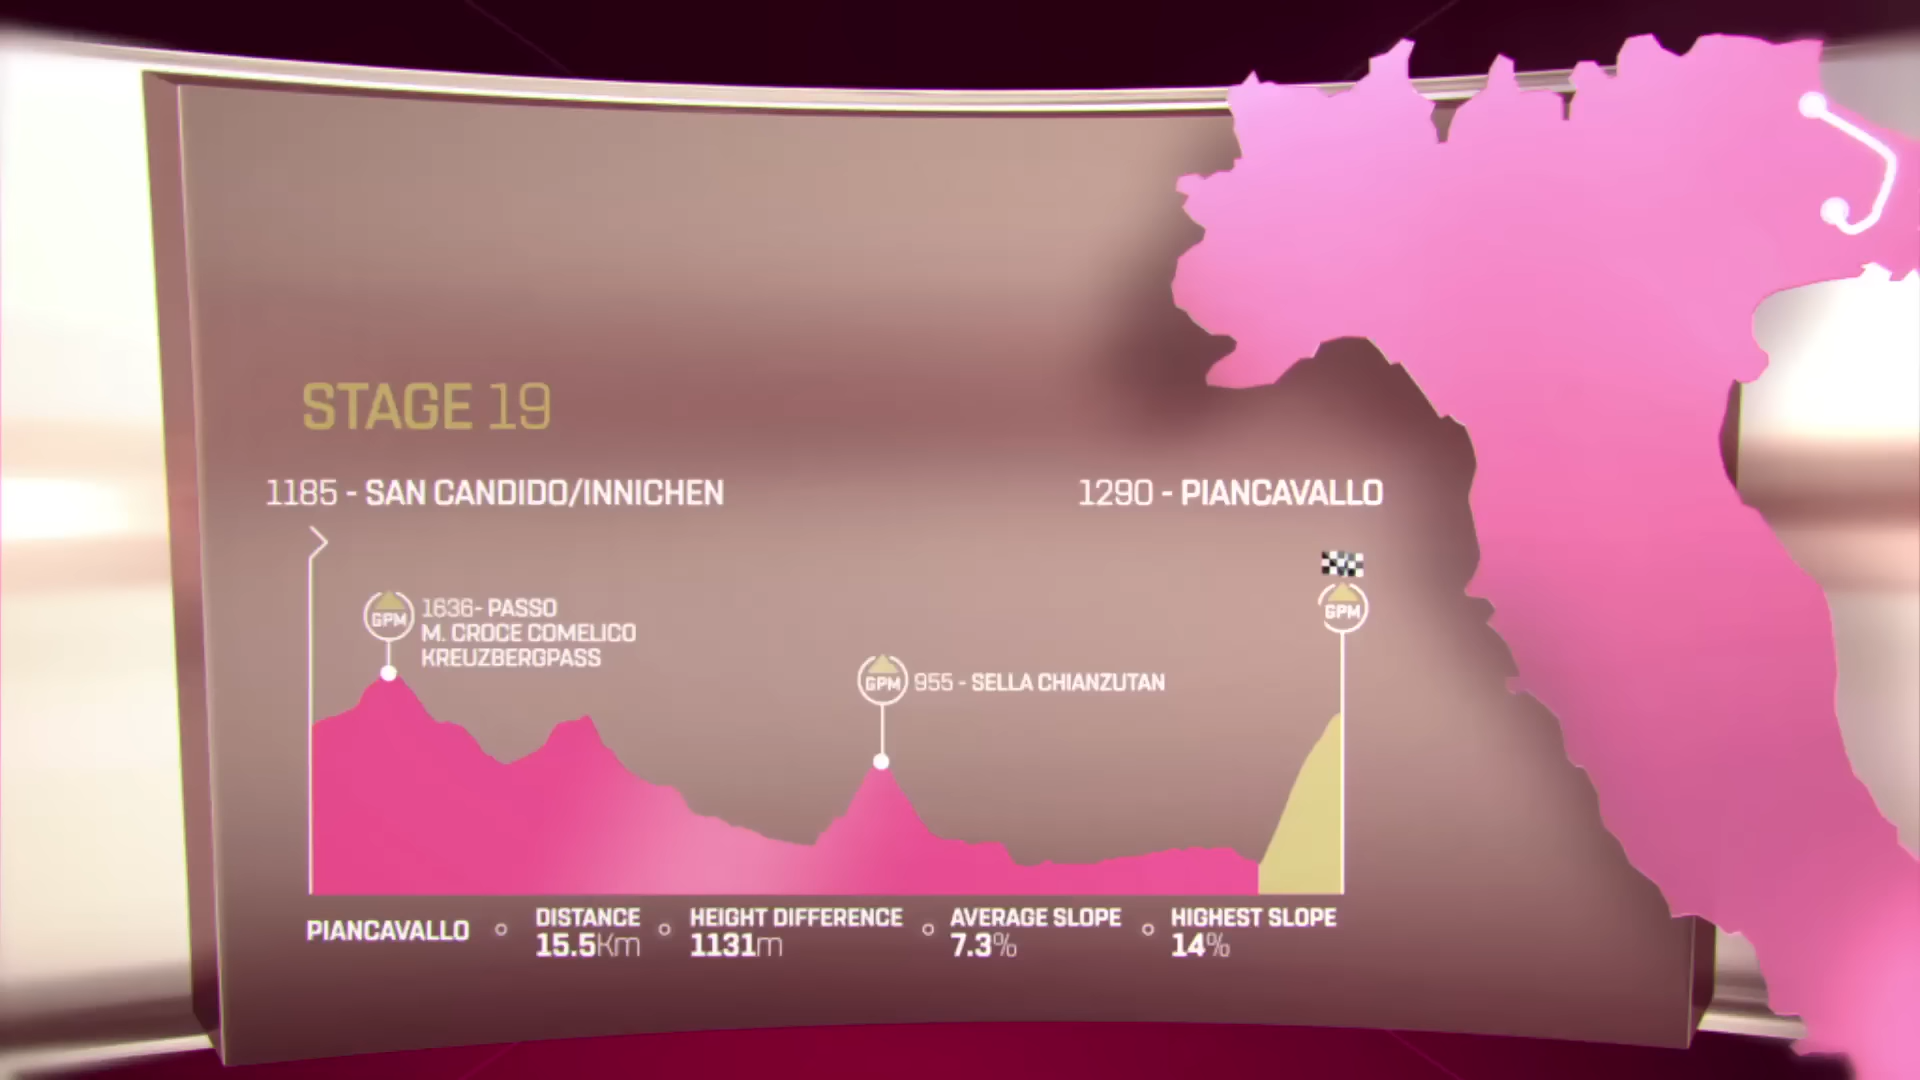 STAGE 19
1185 - SAN CANDIDO/INNICHEN
1290 - PIANCAVALLO
GPM
1636- PASSO
M. CROCE COMELICO
KREUZBERGPASS
GPM
955 - SELLA CHIANZUTAN
GPM
PIANCAVALLO
DISTANCE
15.5Km
HEIGHT DIFFERENCE
1131m
AVERAGE SLOPE
7.3%
HIGHEST SLOPE
14%